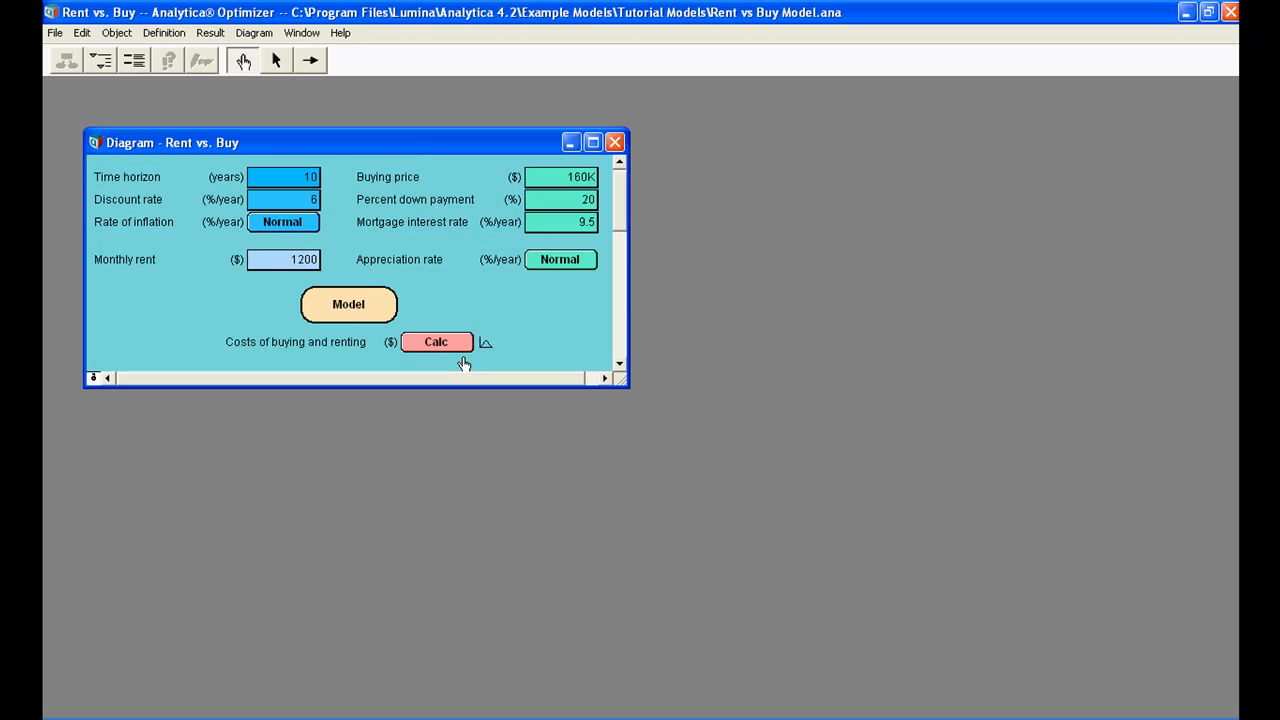 Rent vs. Buy -- Analytica® Optimizer -- C:\Program Files\Lumina\Analytica 4.2\Example Models\Tutorial Models\Rent vs Buy Model.ana
File Edit Object Definition Result Diagram Window Help
Diagram - Rent vs. Buy
Time horizon (years) 10 Buying price ($) 160K
Discount rate (%/year) 6 Percent down payment (%) 20
Rate of inflation (%/year) Normal Mortgage interest rate (%/year) 9.5
Monthly rent ($) 1200 Appreciation rate (%/year) Normal
Model
Costs of buying and renting ($) Calc